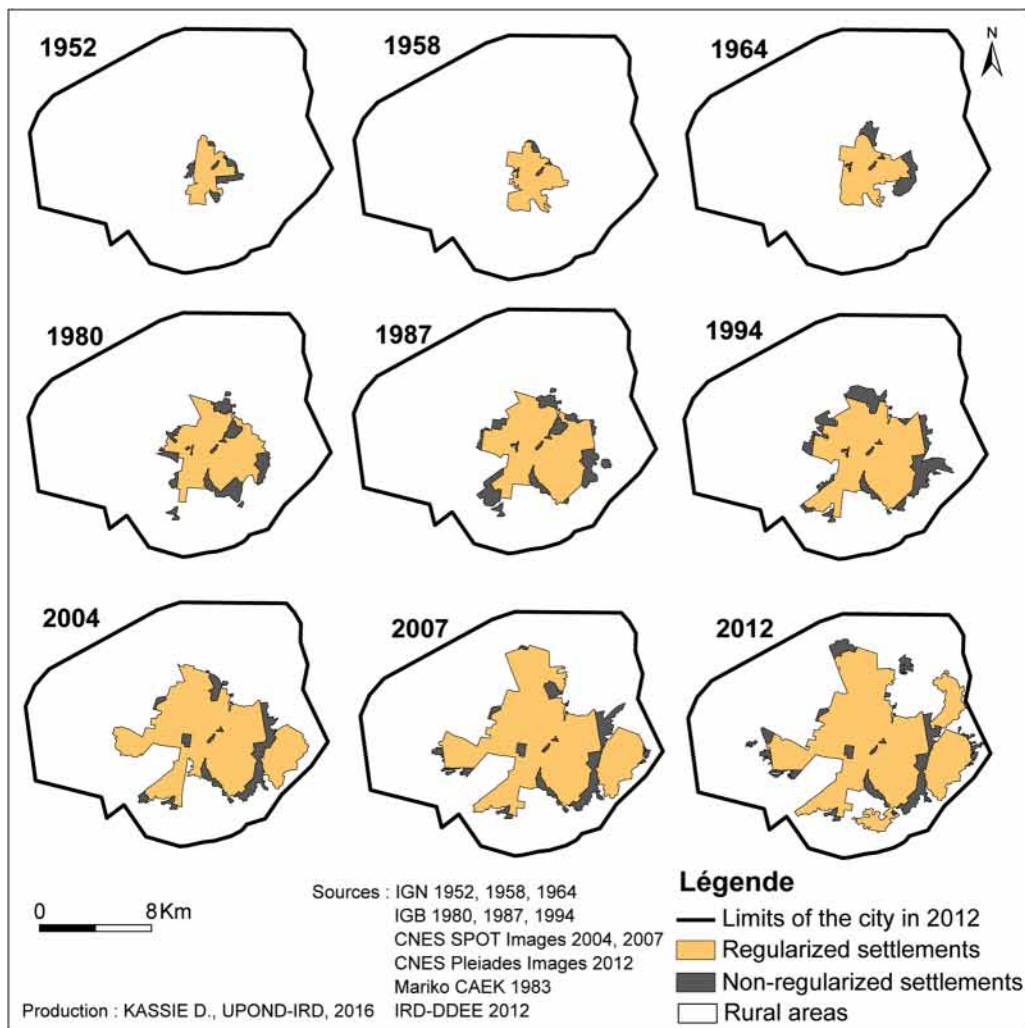 N
1952
1958
1964
1980
1987
1994
2004
2007
2012
0 8 Km
Sources : IGN 1952, 1958, 1964
IGB 1980, 1987, 1994
CNES SPOT Images 2004, 2007
CNES Pleiades Images 2012
Mariko CAEK 1983
Production : KASSIE D., UPOND-IRD, 2016 IRD-DDEE 2012
Légende
Limits of the city in 2012
Regularized settlements
Non-regularized settlements
Rural areas